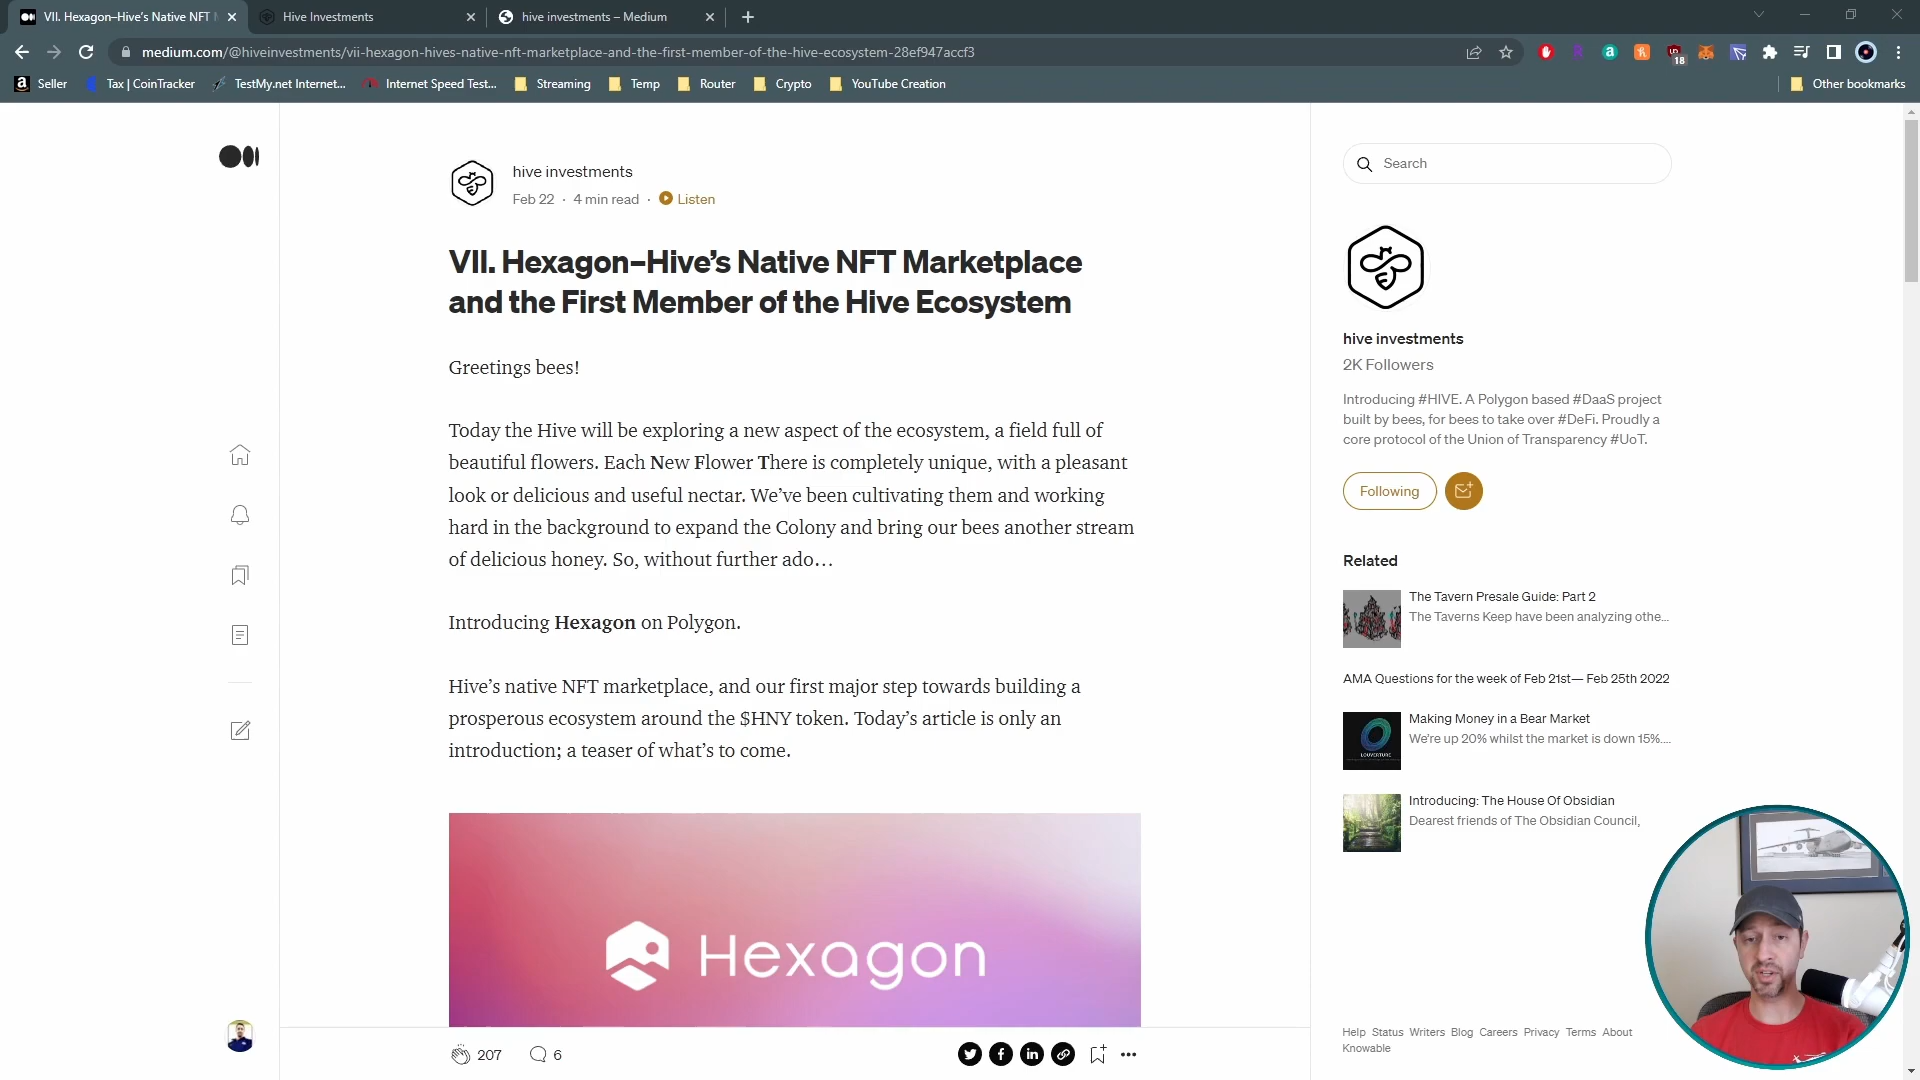 VII. Hexagon–Hive's Native NFT
Hive Investments
hive investments – Medium
medium.com/@hiveinvestments/vii-hexagon-hives-native-nft-marketplace-and-the-first-member-of-the-hive-ecosystem-28ef947accf3
18
Seller
Tax | CoinTracker
TestMy.net Internet...
Internet Speed Test...
Streaming
Temp
Router
Crypto
YouTube Creation
Other bookmarks
hive investments
Feb 22 · 4 min read · Listen
VII. Hexagon–Hive's Native NFT Marketplace
and the First Member of the Hive Ecosystem
Greetings bees!
Today the Hive will be exploring a new aspect of the ecosystem, a field full of
beautiful flowers. Each New Flower There is completely unique, with a pleasant
look or delicious and useful nectar. We've been cultivating them and working
hard in the background to expand the Colony and bring our bees another stream
of delicious honey. So, without further ado…
Introducing Hexagon on Polygon.
Hive's native NFT marketplace, and our first major step towards building a
prosperous ecosystem around the $HNY token. Today's article is only an
introduction; a teaser of what's to come.
Hexagon
207
6
Search
hive investments
2K Followers
Introducing #HIVE. A Polygon based #DaaS project
built by bees, for bees to take over #DeFi. Proudly a
core protocol of the Union of Transparency #UoT.
Following
Related
The Tavern Presale Guide: Part 2
The Taverns Keep have been analyzing othe...
AMA Questions for the week of Feb 21st— Feb 25th 2022
LOUVERTURE
Making Money in a Bear Market
We're up 20% whilst the market is down 15%....
Introducing: The House Of Obsidian
Dearest friends of The Obsidian Council,
Help Status Writers Blog Careers Privacy Terms About
Knowable